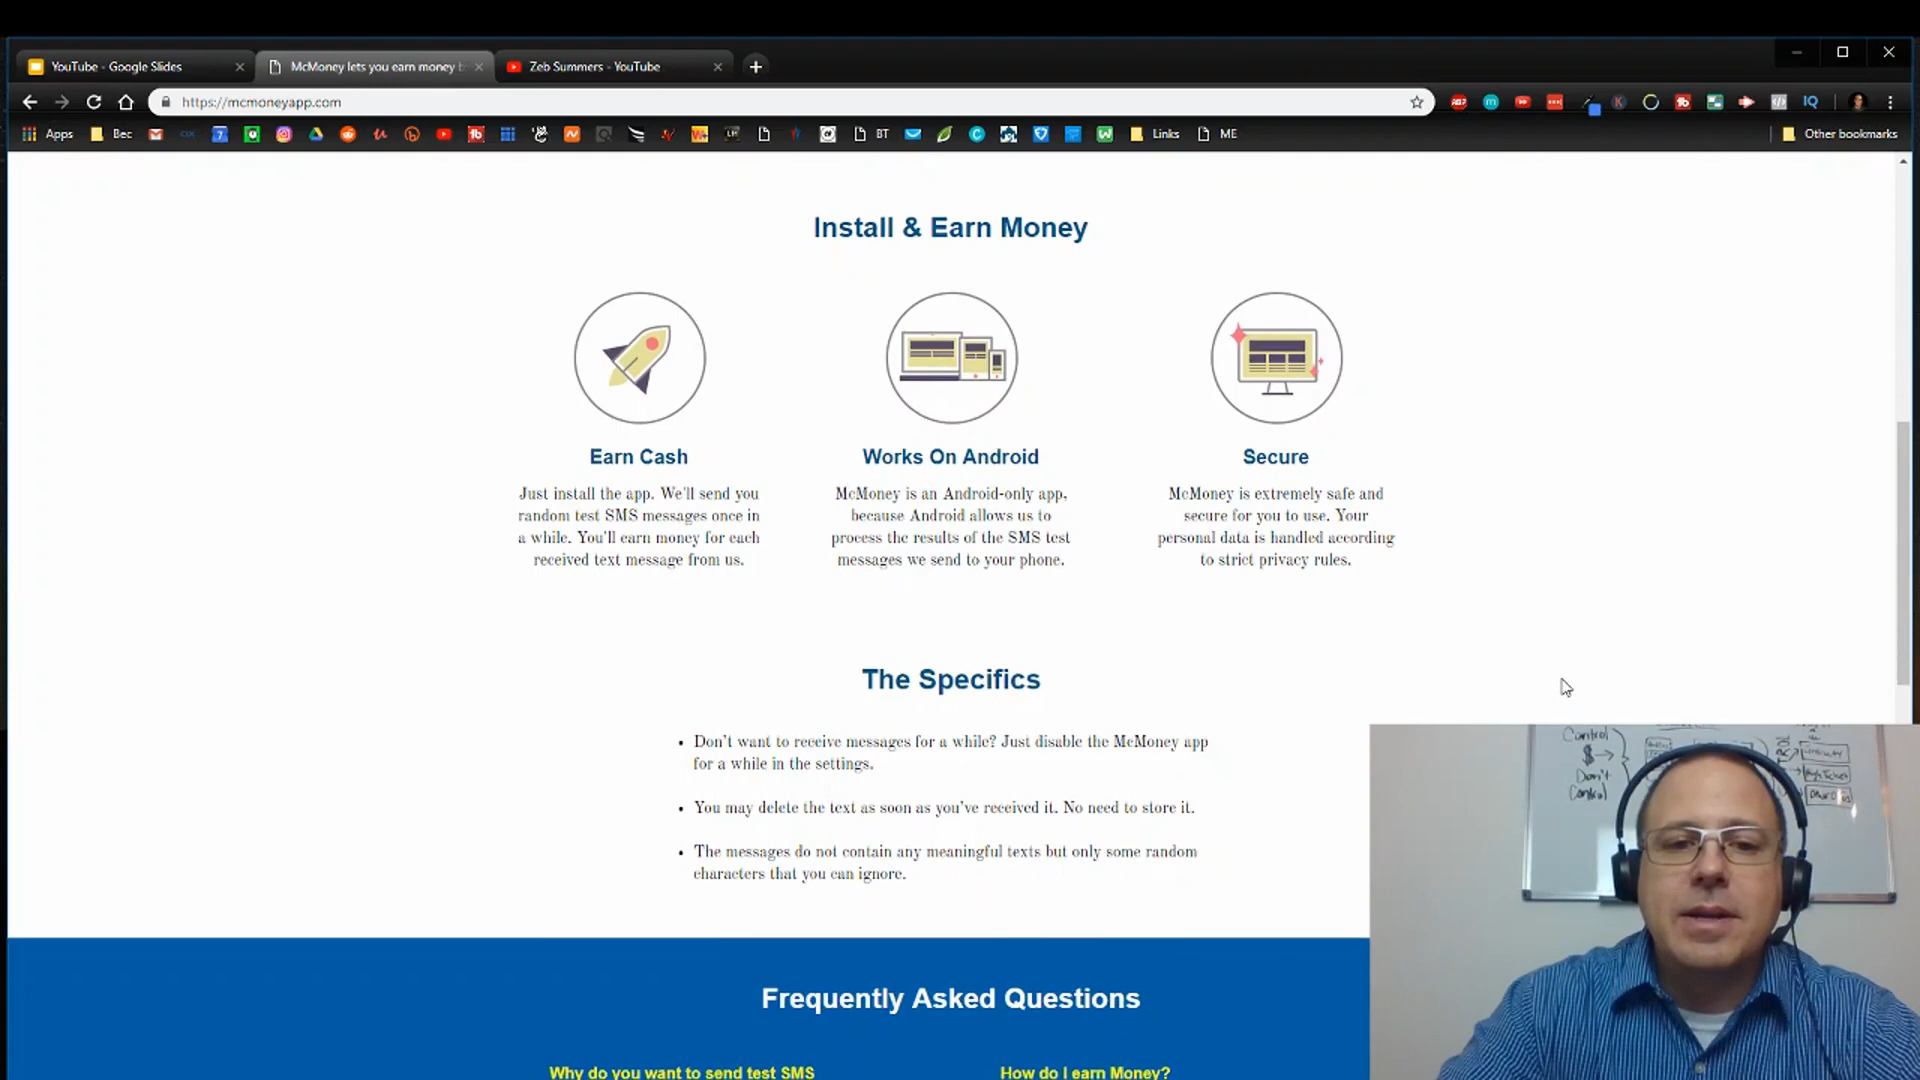 YouTube - Google Slides
McMoney lets you earn money b
Zeb Summers - YouTube
https://mcmoneyapp.com
Apps
Bec
BT
Links
ME
Other bookmarks
Install & Earn Money
Earn Cash
Just install the app. We'll send you
random test SMS messages once in
a while. You'll earn money for each
received text message from us.
Works On Android
McMoney is an Android-only app,
because Android allows us to
process the results of the SMS test
messages we send to your phone.
Secure
McMoney is extremely safe and
secure for you to use. Your
personal data is handled according
to strict privacy rules.
The Specifics
• Don't want to receive messages for a while? Just disable the McMoney app
for a while in the settings.
• You may delete the text as soon as you've received it. No need to store it.
• The messages do not contain any meaningful texts but only some random
characters that you can ignore.
Control
$
Don't
Control
High Ticket
Frequently Asked Questions
Why do you want to send test SMS
How do I earn Money?